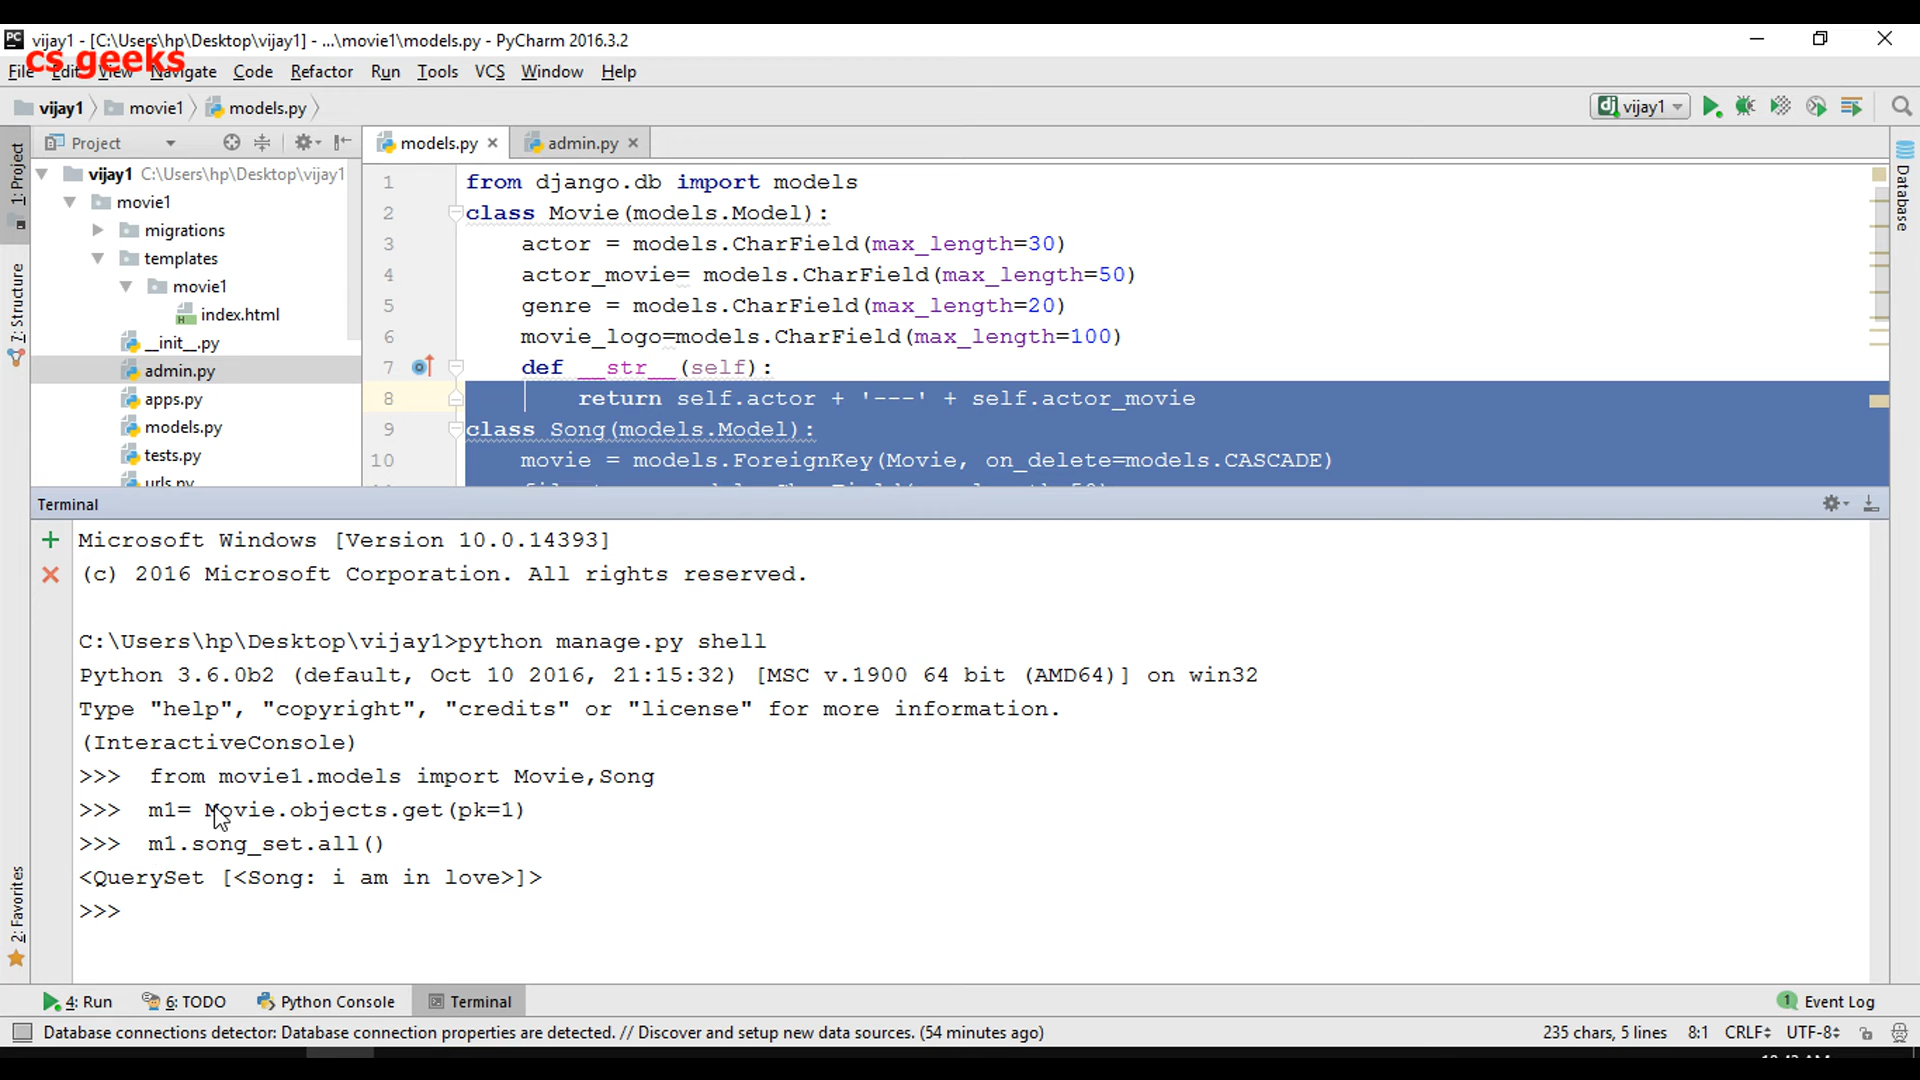 vijay1 - [C:\Users\hp\Desktop\vijay1] - ...\movie1\models.py - PyCharm 2016.3.2
cs geeks
File Edit View Navigate Code Refactor Run Tools VCS Window Help
vijay1 movie1 models.py
vijay1
Project
models.py
admin.py
1: Project
7: Structure
2: Favorites
Database
vijay1 C:\Users\hp\Desktop\vijay1
movie1
migrations
templates
movie1
index.html
__init__.py
admin.py
apps.py
models.py
tests.py
urls.py
1 from django.db import models
2 class Movie(models.Model):
3 actor = models.CharField(max_length=30)
4 actor_movie= models.CharField(max_length=50)
5 genre = models.CharField(max_length=20)
6 movie_logo=models.CharField(max_length=100)
7 def __str__(self):
8 return self.actor + '---' + self.actor_movie
9 class Song(models.Model):
10 movie = models.ForeignKey(Movie, on_delete=models.CASCADE)
Terminal
Microsoft Windows [Version 10.0.14393]
(c) 2016 Microsoft Corporation. All rights reserved.
C:\Users\hp\Desktop\vijay1>python manage.py shell
Python 3.6.0b2 (default, Oct 10 2016, 21:15:32) [MSC v.1900 64 bit (AMD64)] on win32
Type "help", "copyright", "credits" or "license" for more information.
(InteractiveConsole)
>>> from movie1.models import Movie,Song
>>> m1= Movie.objects.get(pk=1)
>>> m1.song_set.all()
<QuerySet [<Song: i am in love>]>
>>>
4: Run 6: TODO Python Console Terminal 1 Event Log
Database connections detector: Database connection properties are detected. // Discover and setup new data sources. (54 minutes ago) 235 chars, 5 lines 8:1 CRLF UTF-8